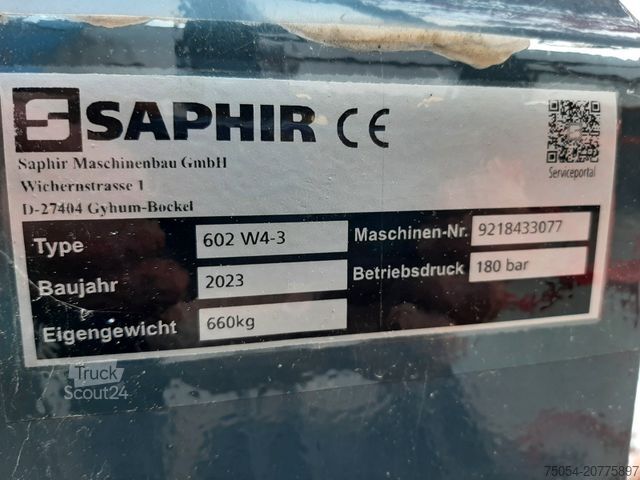 S SAPHIR CE
Saphir Maschinenbau GmbH
Wichernstrasse 1
D-27404 Gyhum-Bockel
Serviceportal
Type 602 W4-3 Maschinen-Nr. 9218433077
Baujahr 2023 Betriebsdruck 180 bar
Eigengewicht 660kg
Truck
Scout24
75054-20775897